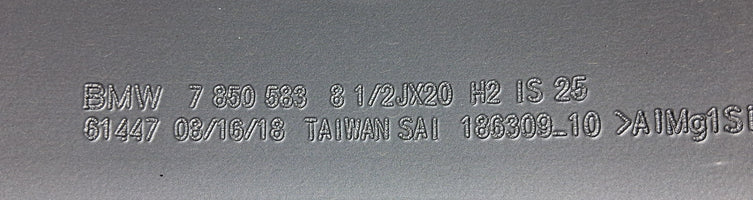 BMW 7 850 583 8 1/2JX20 H2 IS 25
61447 08/16/18 TAIWAN SAI 186309_10 >AlMg1Si